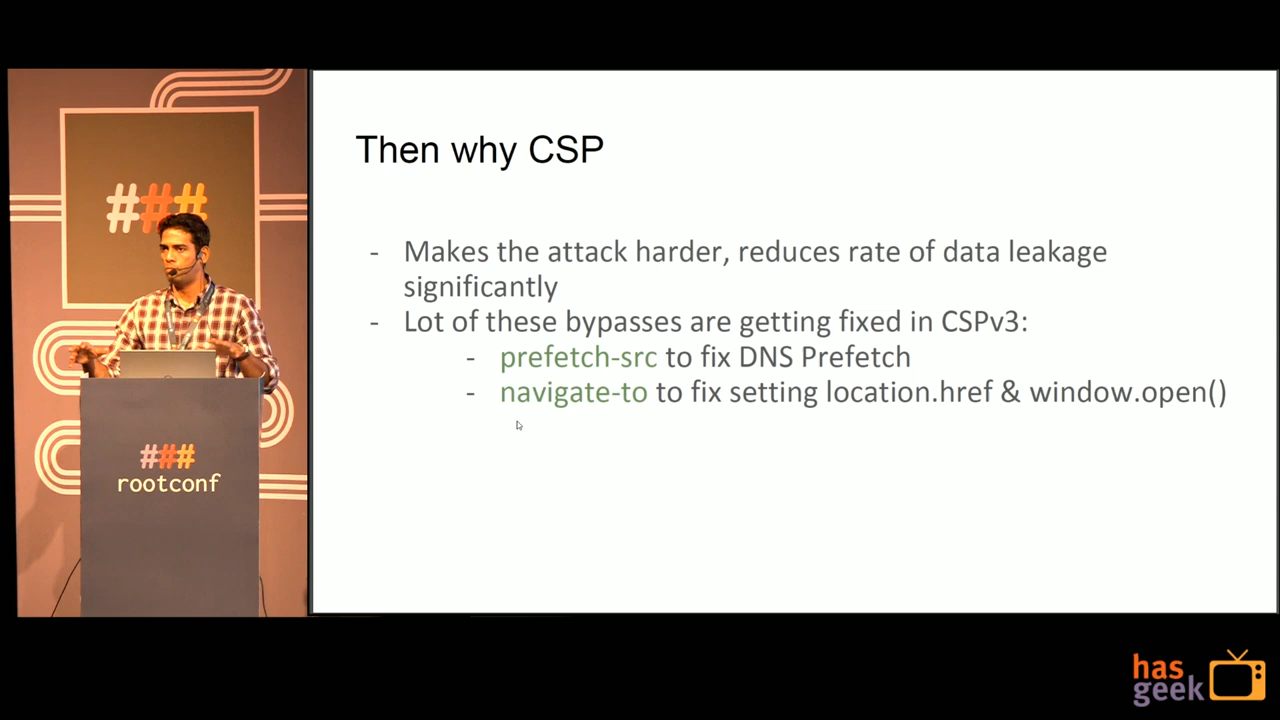 ###
###
rootconf
Then why CSP
- Makes the attack harder, reduces rate of data leakage
significantly
- Lot of these bypasses are getting fixed in CSPv3:
- prefetch-src to fix DNS Prefetch
- navigate-to to fix setting location.href & window.open()
has
geek